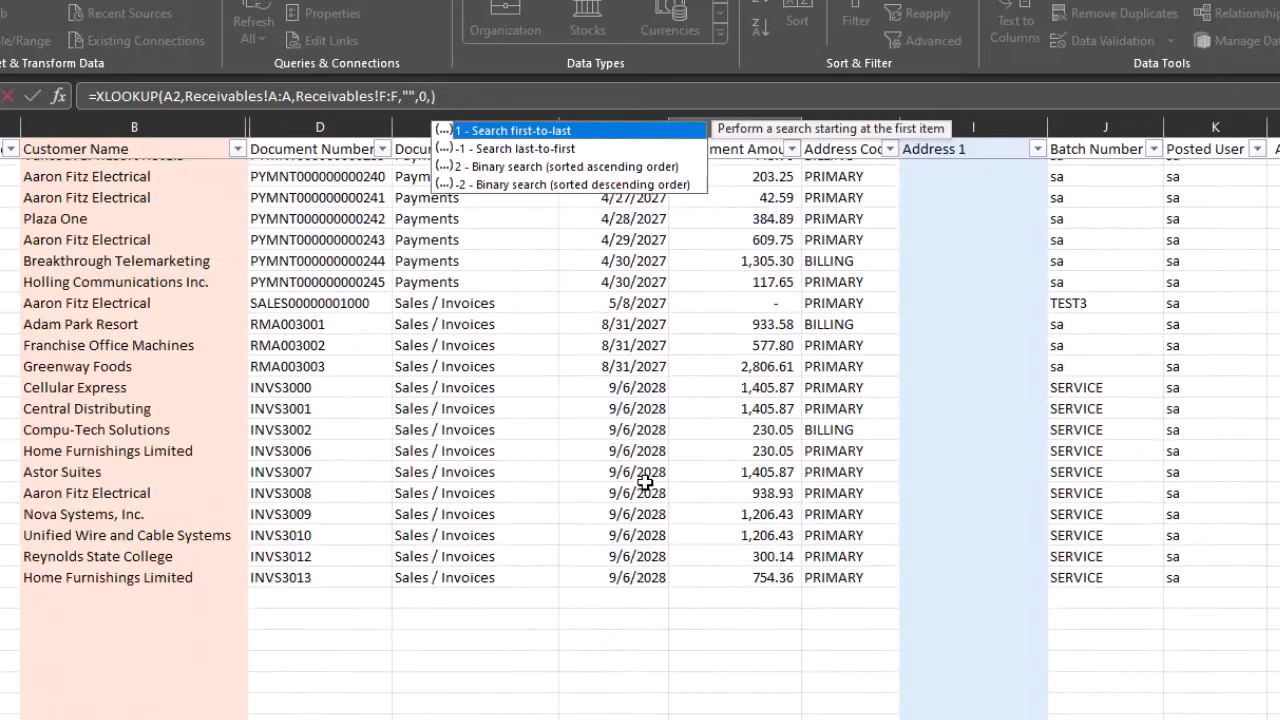 Recent Sources
Properties
Refresh All
Organization
Stocks
Currencies
Sort
Filter
Reapply
Text to Columns
Remove Duplicates
Existing Connections
Edit Links
Advanced
Data Validation
Queries & Connections
Data Types
Sort & Filter
Data Tools
=XLOOKUP(A2,Receivables!A:A,Receivables!F:F,"",0,)
B D I J K
(...) 1 - Search first-to-last
Perform a search starting at the first item
(...) -1 - Search last-to-first
(...) 2 - Binary search (sorted ascending order)
(...) -2 - Binary search (sorted descending order)
Customer Name Document Number Address 1 Batch Number Posted User
Aaron Fitz Electrical PYMNT000000000240 203.25 PRIMARY sa sa
Aaron Fitz Electrical PYMNT000000000241 Payments 4/27/2027 42.59 PRIMARY sa sa
Plaza One PYMNT000000000242 Payments 4/28/2027 384.89 PRIMARY sa sa
Aaron Fitz Electrical PYMNT000000000243 Payments 4/29/2027 609.75 PRIMARY sa sa
Breakthrough Telemarketing PYMNT000000000244 Payments 4/30/2027 1,305.30 BILLING sa sa
Holling Communications Inc. PYMNT000000000245 Payments 4/30/2027 117.65 PRIMARY sa sa
Aaron Fitz Electrical SALES00000001000 Sales / Invoices 5/8/2027 - PRIMARY TEST3 sa
Adam Park Resort RMA003001 Sales / Invoices 8/31/2027 933.58 BILLING sa sa
Franchise Office Machines RMA003002 Sales / Invoices 8/31/2027 577.80 PRIMARY sa sa
Greenway Foods RMA003003 Sales / Invoices 8/31/2027 2,806.61 PRIMARY sa sa
Cellular Express INVS3000 Sales / Invoices 9/6/2028 1,405.87 PRIMARY SERVICE sa
Central Distributing INVS3001 Sales / Invoices 9/6/2028 1,405.87 PRIMARY SERVICE sa
Compu-Tech Solutions INVS3002 Sales / Invoices 9/6/2028 230.05 BILLING SERVICE sa
Home Furnishings Limited INVS3006 Sales / Invoices 9/6/2028 230.05 PRIMARY SERVICE sa
Astor Suites INVS3007 Sales / Invoices 9/6/2028 1,405.87 PRIMARY SERVICE sa
Aaron Fitz Electrical INVS3008 Sales / Invoices 9/6/2028 938.93 PRIMARY SERVICE sa
Nova Systems, Inc. INVS3009 Sales / Invoices 9/6/2028 1,206.43 PRIMARY SERVICE sa
Unified Wire and Cable Systems INVS3010 Sales / Invoices 9/6/2028 1,206.43 PRIMARY SERVICE sa
Reynolds State College INVS3012 Sales / Invoices 9/6/2028 300.14 PRIMARY SERVICE sa
Home Furnishings Limited INVS3013 Sales / Invoices 9/6/2028 754.36 PRIMARY SERVICE sa